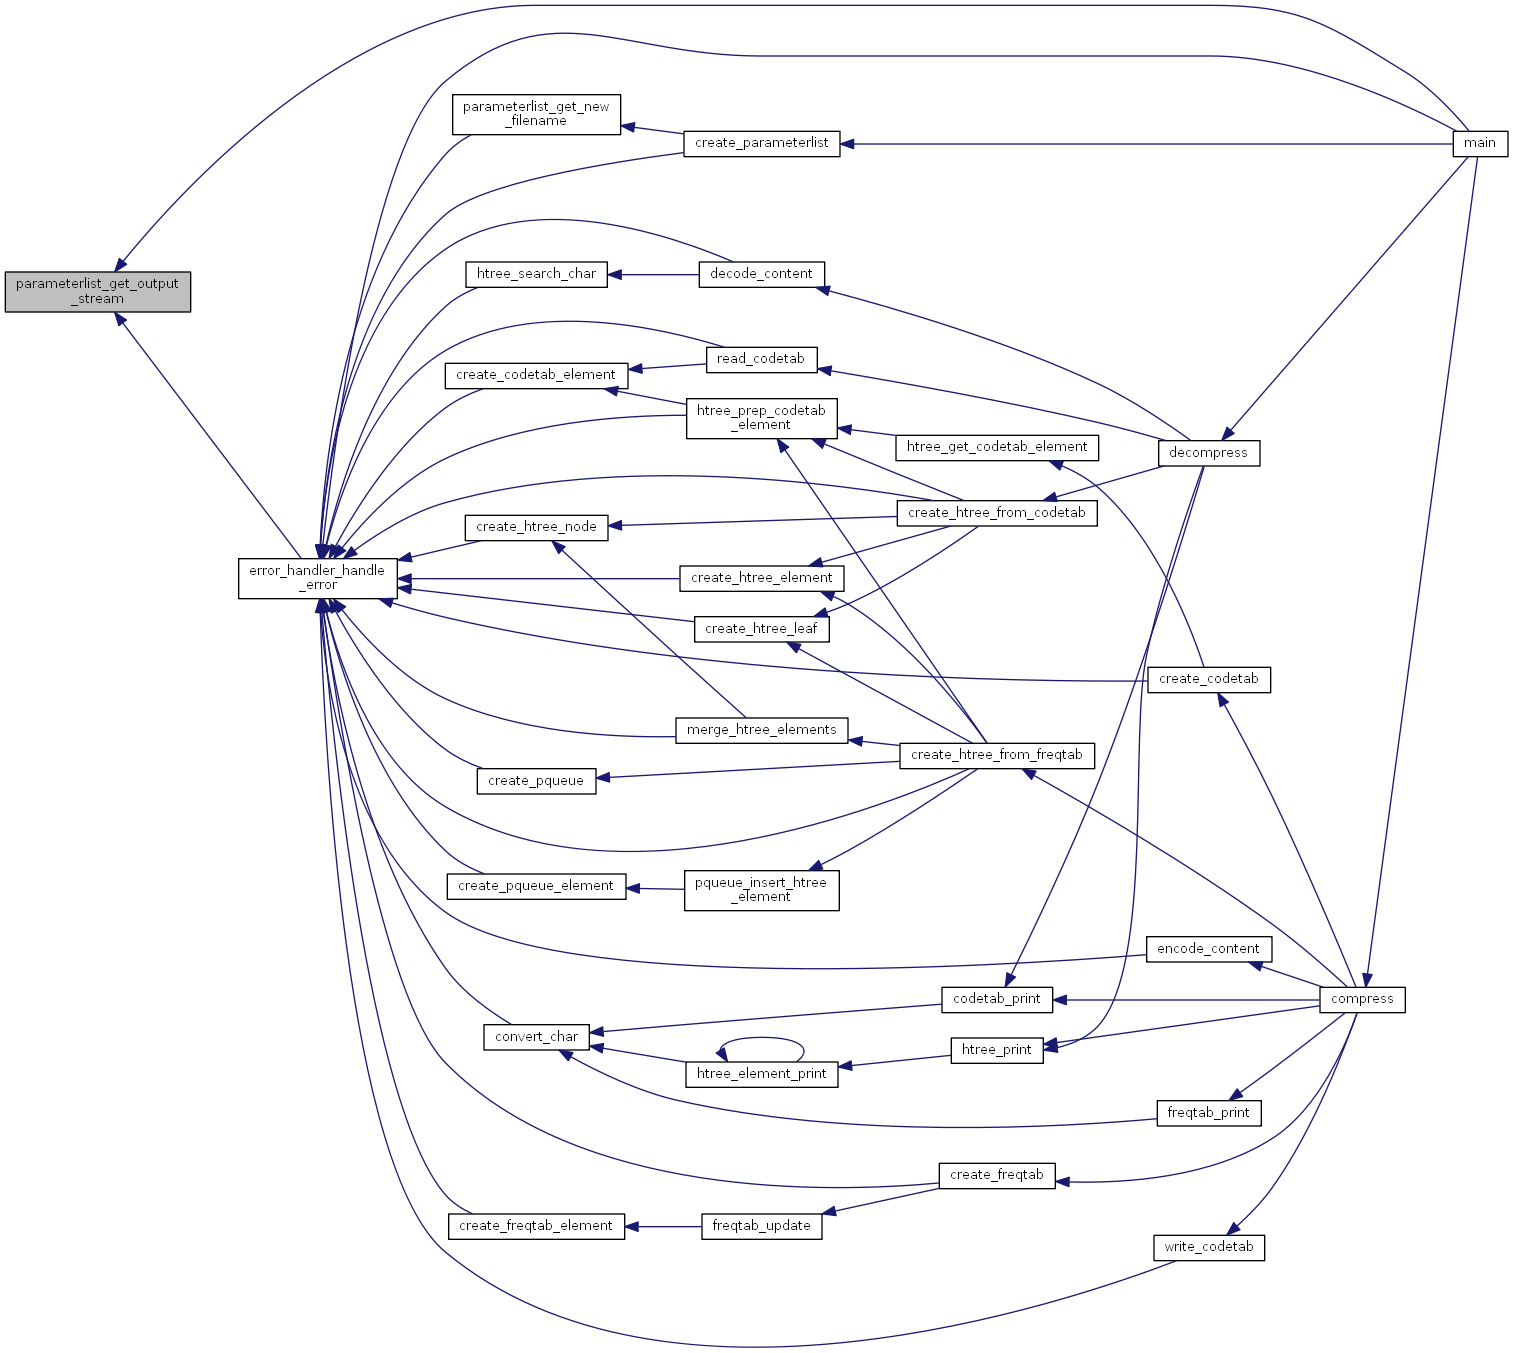 parameterlist_get_new
_filename
create_parameterlist
main
htree_search_char
decode_content
parameterlist_get_output
_stream
read_codetab
create_codetab_element
htree_prep_codetab
_element
htree_get_codetab_element
decompress
create_htree_from_codetab
create_htree_node
error_handler_handle
_error
create_htree_element
create_htree_leaf
create_codetab
merge_htree_elements
create_htree_from_freqtab
create_pqueue
create_pqueue_element
pqueue_insert_htree
_element
encode_content
codetab_print
compress
convert_char
htree_print
htree_element_print
freqtab_print
create_freqtab
create_freqtab_element
freqtab_update
write_codetab